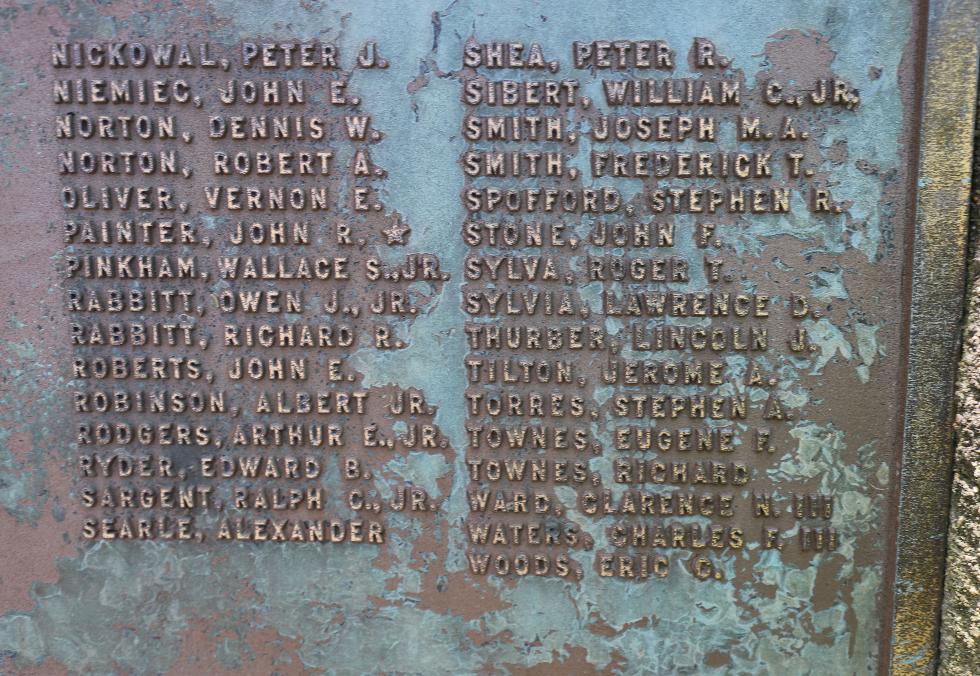 NICKOWAL, PETER J.
NIEMIEC, JOHN E.
NORTON, DENNIS W.
NORTON, ROBERT A.
OLIVER, VERNON E.
PAINTER, JOHN R. ☆
PINKHAM, WALLACE S., JR.
RABBITT, OWEN J., JR.
RABBITT, RICHARD R.
ROBERTS, JOHN E.
ROBINSON, ALBERT JR.
RODGERS, ARTHUR E., JR.
RYDER, EDWARD B.
SARGENT, RALPH C., JR.
SEARLE, ALEXANDER
SHEA, PETER R.
SIBERT, WILLIAM C., JR.
SMITH, JOSEPH M. A.
SMITH, FREDERICK T.
SPOFFORD, STEPHEN R.
STONE, JOHN F.
SYLVA, ROGER T.
SYLVIA, LAWRENCE D.
THURBER, LINCOLN J.
TILTON, JEROME A.
TORRES, STEPHEN A.
TOWNES, EUGENE F.
TOWNES, RICHARD
WARD, CLARENCE N. III
WATERS, CHARLES F. III
WOODS, ERIC C.